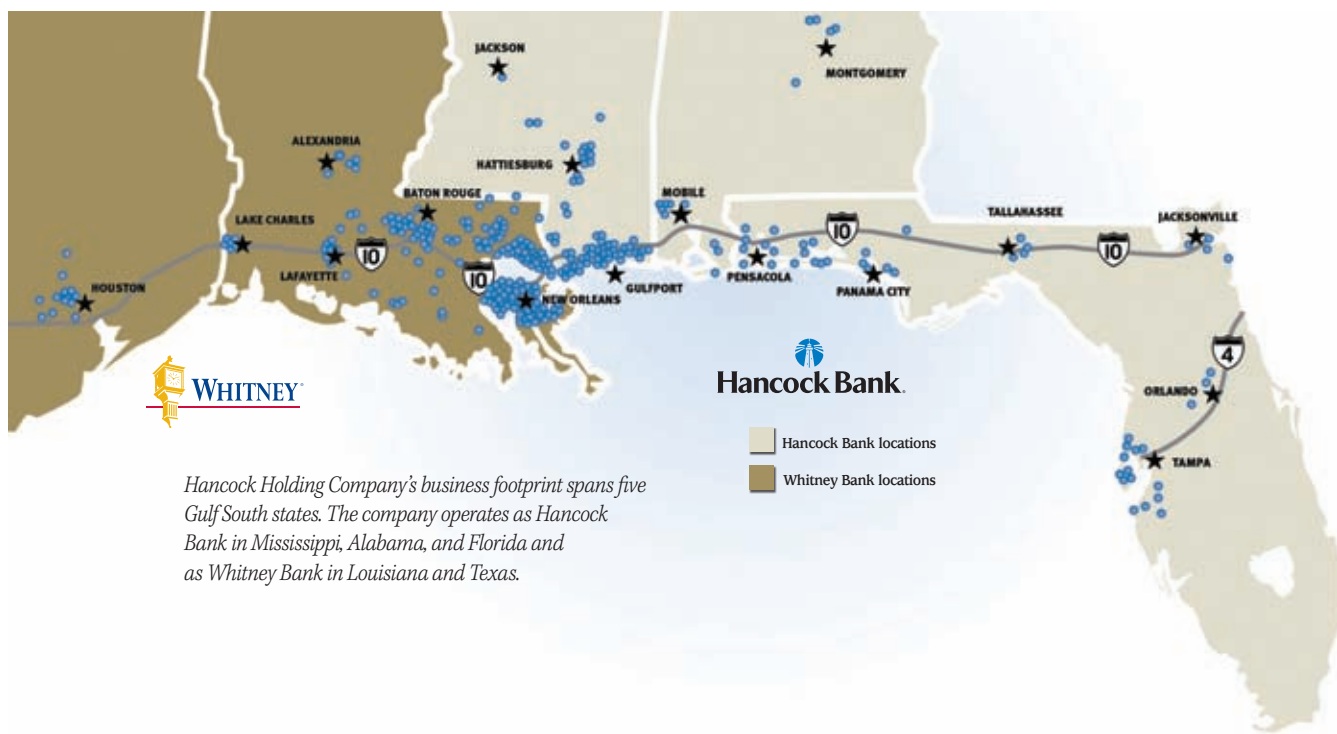 JACKSON
MONTGOMERY
ALEXANDRIA
HATTIESBURG
BATON ROUGE
MOBILE
LAKE CHARLES
TALLAHASSEE
JACKSONVILLE
10
10
10
10
LAFAYETTE
HOUSTON
NEW ORLEANS
GULFPORT
PENSACOLA
PANAMA CITY
4
ORLANDO
TAMPA
WHITNEY®
Hancock Bank®
Hancock Bank locations
Whitney Bank locations
Hancock Holding Company’s business footprint spans five
Gulf South states. The company operates as Hancock
Bank in Mississippi, Alabama, and Florida and
as Whitney Bank in Louisiana and Texas.